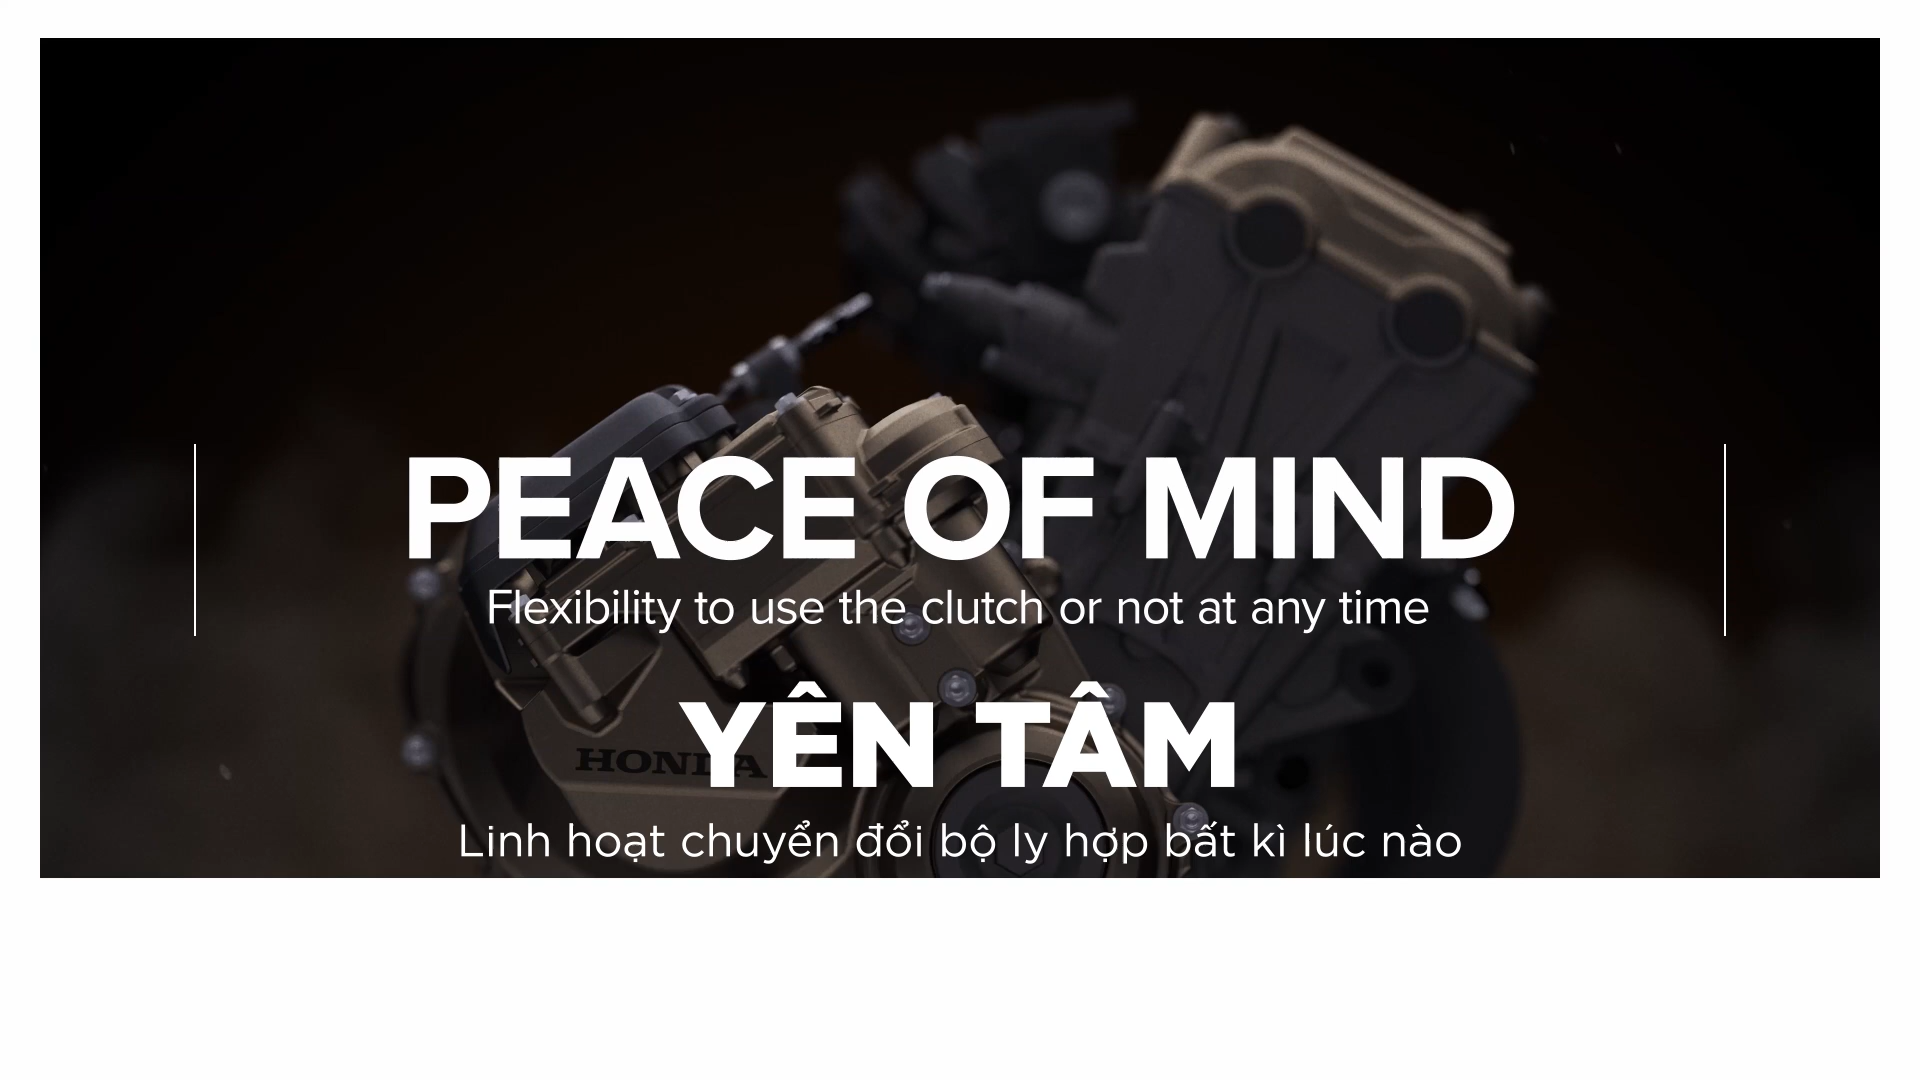 PEACE OF MIND
Flexibility to use the clutch or not at any time
YÊN TÂM
HONDA
Linh hoạt chuyển đổi bộ ly hợp bất kì lúc nào